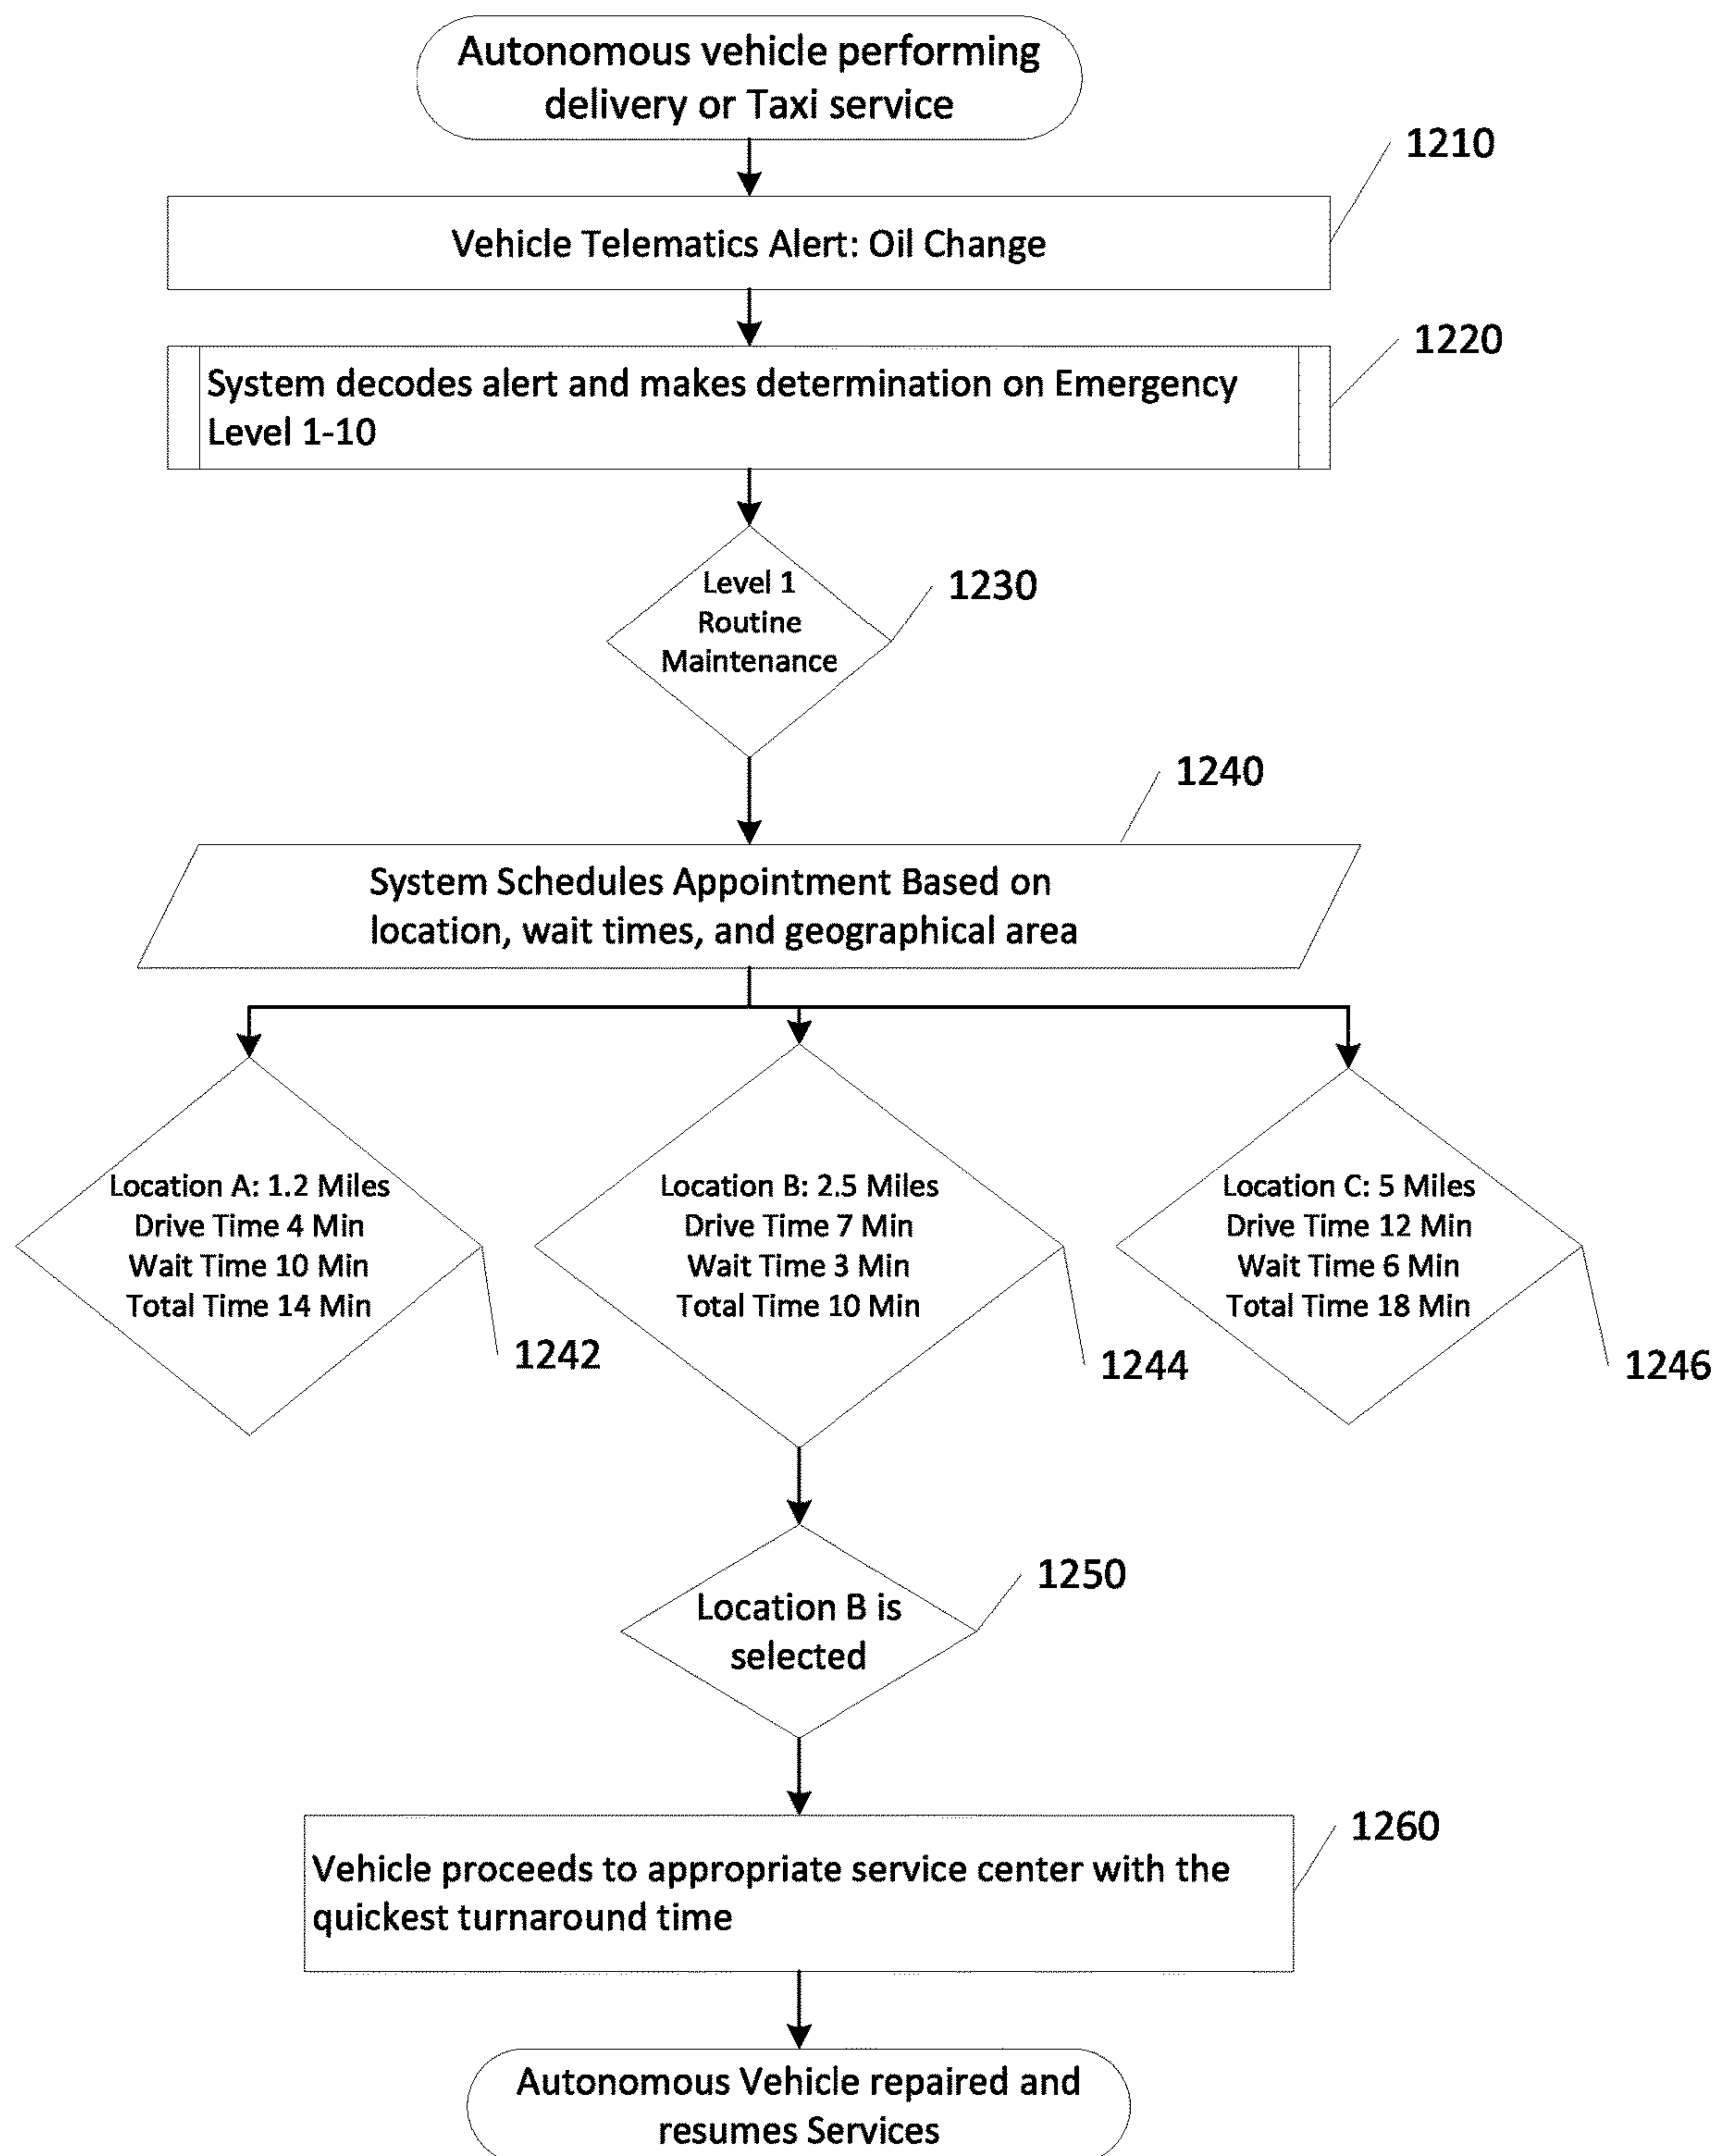 Autonomous vehicle performing
delivery or Taxi service
1210
Vehicle Telematics Alert: Oil Change
1220
System decodes alert and makes determination on Emergency
Level 1-10
1230
Level 1
Routine
Maintenance
1240
System Schedules Appointment Based on
location, wait times, and geographical area
Location A: 1.2 Miles
Drive Time 4 Min
Wait Time 10 Min
Total Time 14 Min
1242
Location B: 2.5 Miles
Drive Time 7 Min
Wait Time 3 Min
Total Time 10 Min
1244
Location C: 5 Miles
Drive Time 12 Min
Wait Time 6 Min
Total Time 18 Min
1246
1250
Location B is
selected
1260
Vehicle proceeds to appropriate service center with the
quickest turnaround time
Autonomous Vehicle repaired and
resumes Services